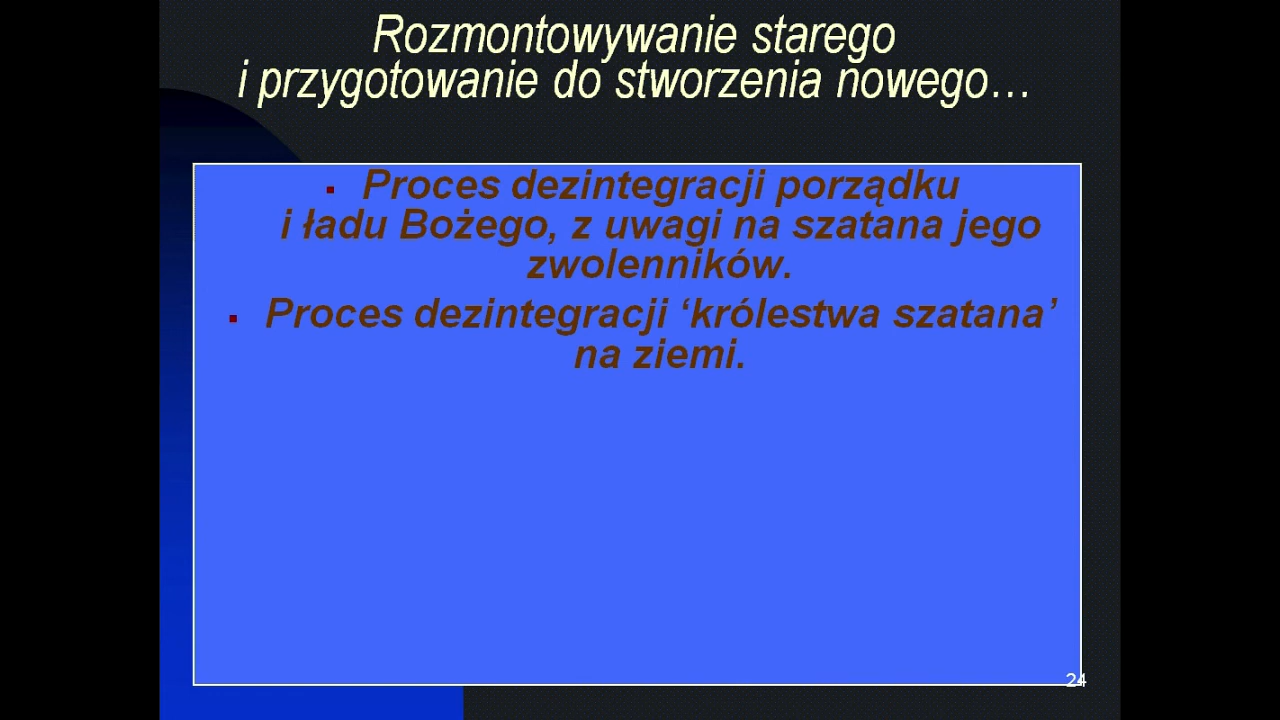 Rozmontowywanie starego
i przygotowanie do stworzenia nowego…
▪ Proces dezintegracji porządku
i ładu Bożego, z uwagi na szatana jego
zwolenników.
▪ Proces dezintegracji ‘królestwa szatana’
na ziemi.
24